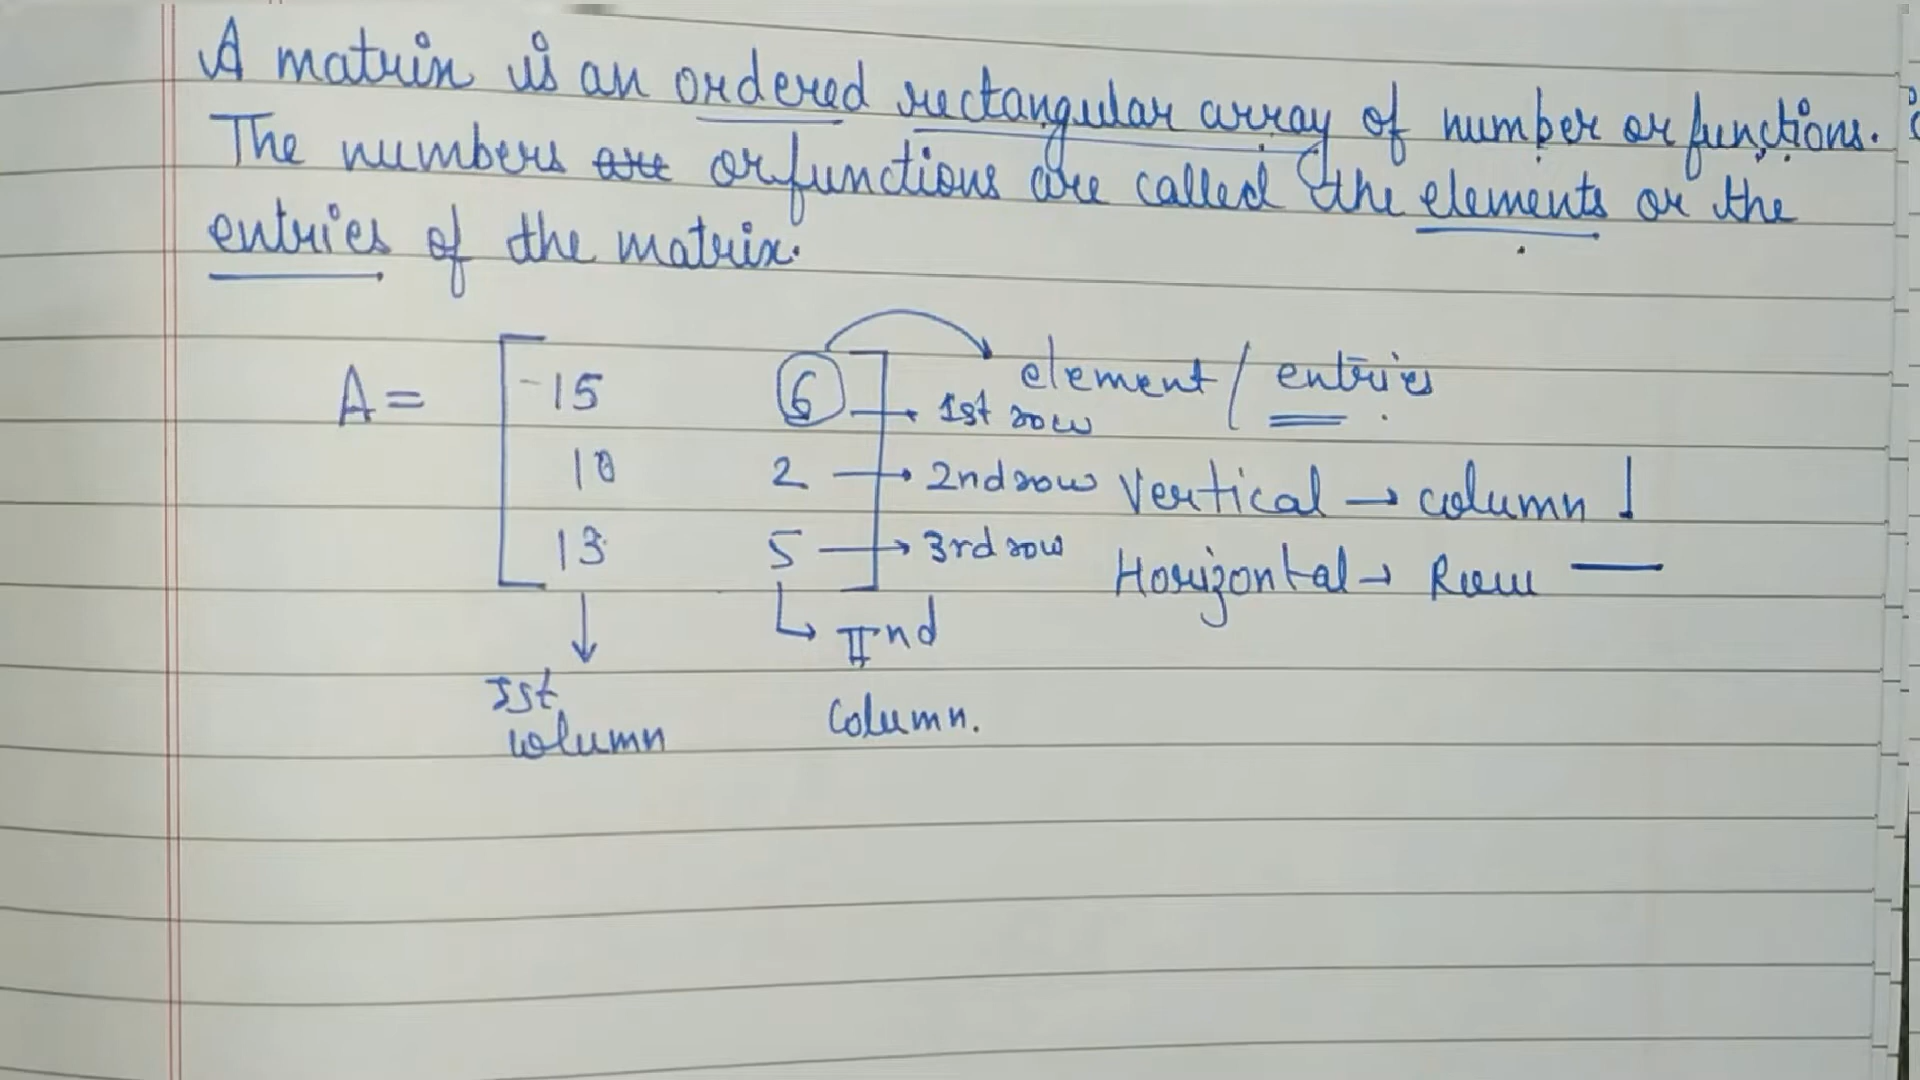 A matrix is an ordered rectangular array of number or functions.
The numbers are or functions are called the elements or the
entries of the matrix.
A = [ -15 6 ] element / entries
→ 1st row
10 2 → 2nd row Vertical → column
13 5 → 3rd row Horizontal → Row —
↓ IInd
Ist column.
column